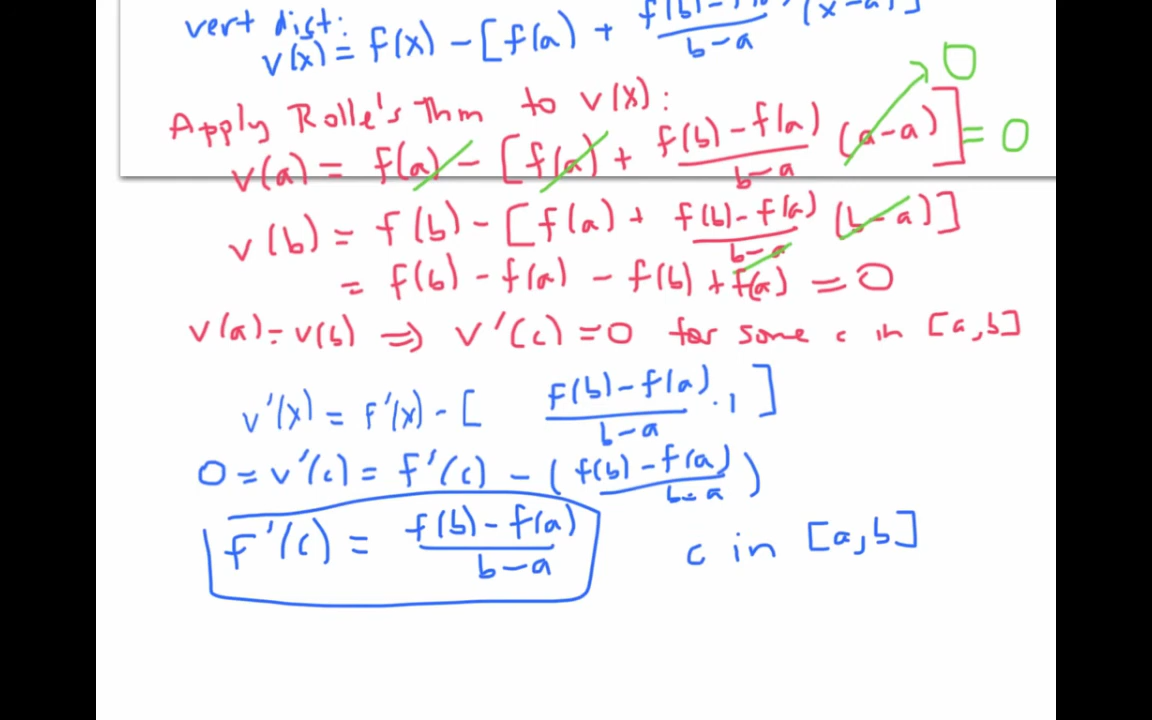 vert dist:
v(x) = f(x) - [f(a) + f(b)-f(a)/b-a (x-a)]
Apply Rolle's Thm to v(x):
0
v(a) = f(a) - [f(a) + f(b)-f(a)/b-a (a-a)] = 0
v(b) = f(b) - [f(a) + f(b)-f(a)/b-a (b-a)]
= f(b) - f(a) - f(b) + f(a) = 0
v(a) = v(b) ⇒ v'(c) = 0 for some c in [a,b]
v'(x) = f'(x) - [ f(b)-f(a)/b-a · 1 ]
0 = v'(c) = f'(c) - (f(b)-f(a)/b-a)
f'(c) = f(b)-f(a)/b-a c in [a,b]